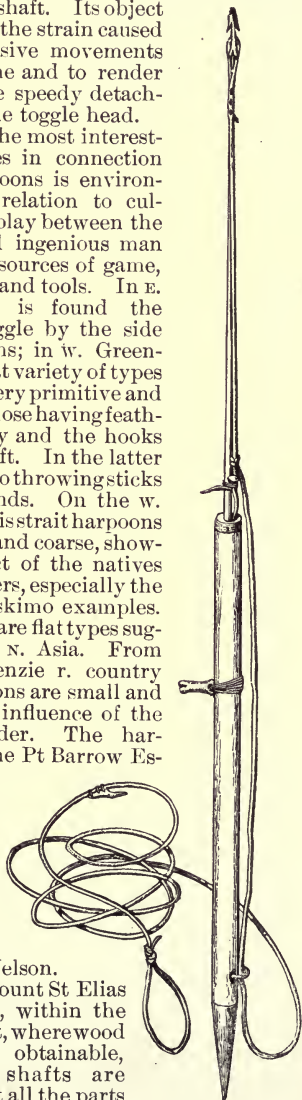 shaft. Its object
the strain caused
sive movements
ne and to render
e speedy detach-
e toggle head.
he most interest-
es in connection
oons is environ-
relation to cul-
play between the
l ingenious man
sources of game,
and tools. In E.
is found the
ggle by the side
ns; in W. Green-
t variety of types
ery primitive and
ose having feath-
y and the hooks
ft. In the latter
o throwing sticks
nds. On the W.
is strait harpoons
and coarse, show-
ct of the natives
ers, especially the
skimo examples.
are flat types sug-
N. Asia. From
enzie r. country
ons are small and
influence of the
der. The har-
he Pt Barrow Es-
elson.
ount St Elias
, within the
t, where wood
obtainable,
shafts are
t all the parts